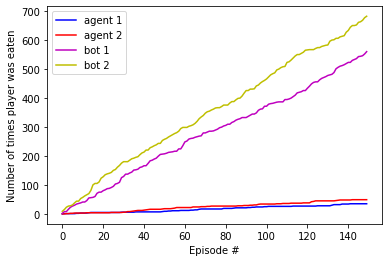 700
600
500
400
300
200
100
0
Number of times player was eaten
agent 1
agent 2
bot 1
bot 2
0 20 40 60 80 100 120 140
Episode #